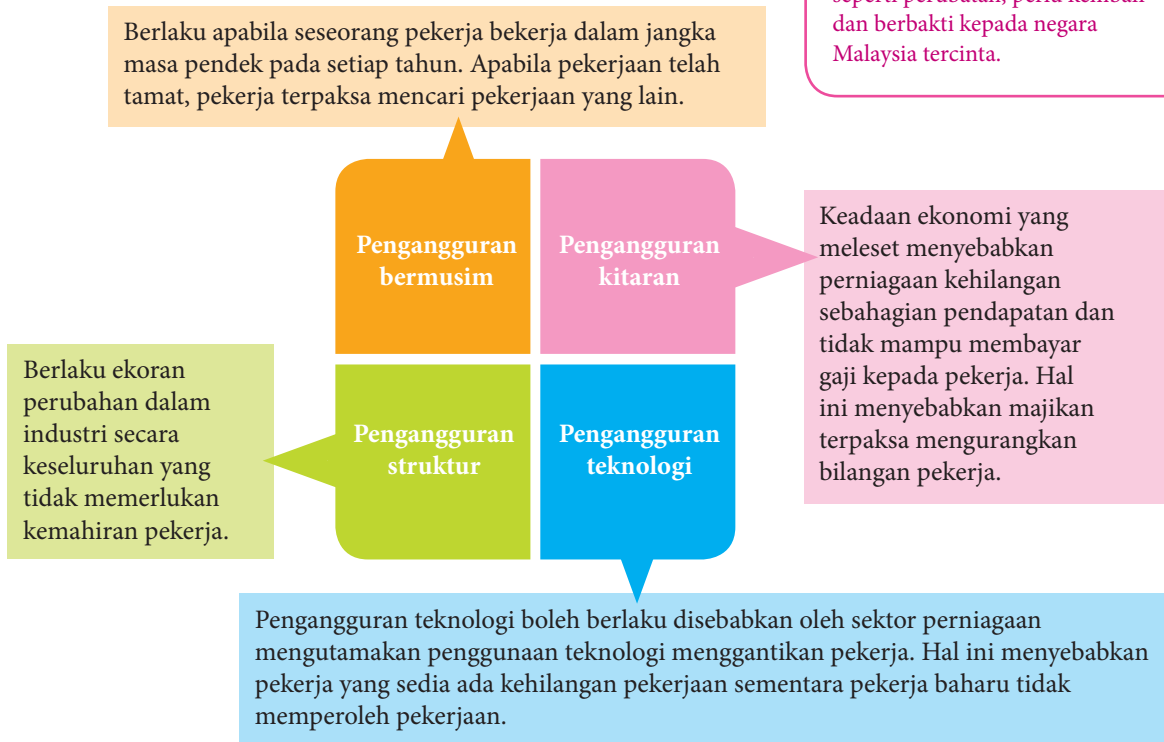 seperti perubatan, perlu kembali
dan berbakti kepada negara
Malaysia tercinta.
Berlaku apabila seseorang pekerja bekerja dalam jangka
masa pendek pada setiap tahun. Apabila pekerjaan telah
tamat, pekerja terpaksa mencari pekerjaan yang lain.
Pengangguran
bermusim
Pengangguran
kitaran
Keadaan ekonomi yang
meleset menyebabkan
perniagaan kehilangan
sebahagian pendapatan dan
tidak mampu membayar
gaji kepada pekerja. Hal
ini menyebabkan majikan
terpaksa mengurangkan
bilangan pekerja.
Berlaku ekoran
perubahan dalam
industri secara
keseluruhan yang
tidak memerlukan
kemahiran pekerja.
Pengangguran
struktur
Pengangguran
teknologi
Pengangguran teknologi boleh berlaku disebabkan oleh sektor perniagaan
mengutamakan penggunaan teknologi menggantikan pekerja. Hal ini menyebabkan
pekerja yang sedia ada kehilangan pekerjaan sementara pekerja baharu tidak
memperoleh pekerjaan.